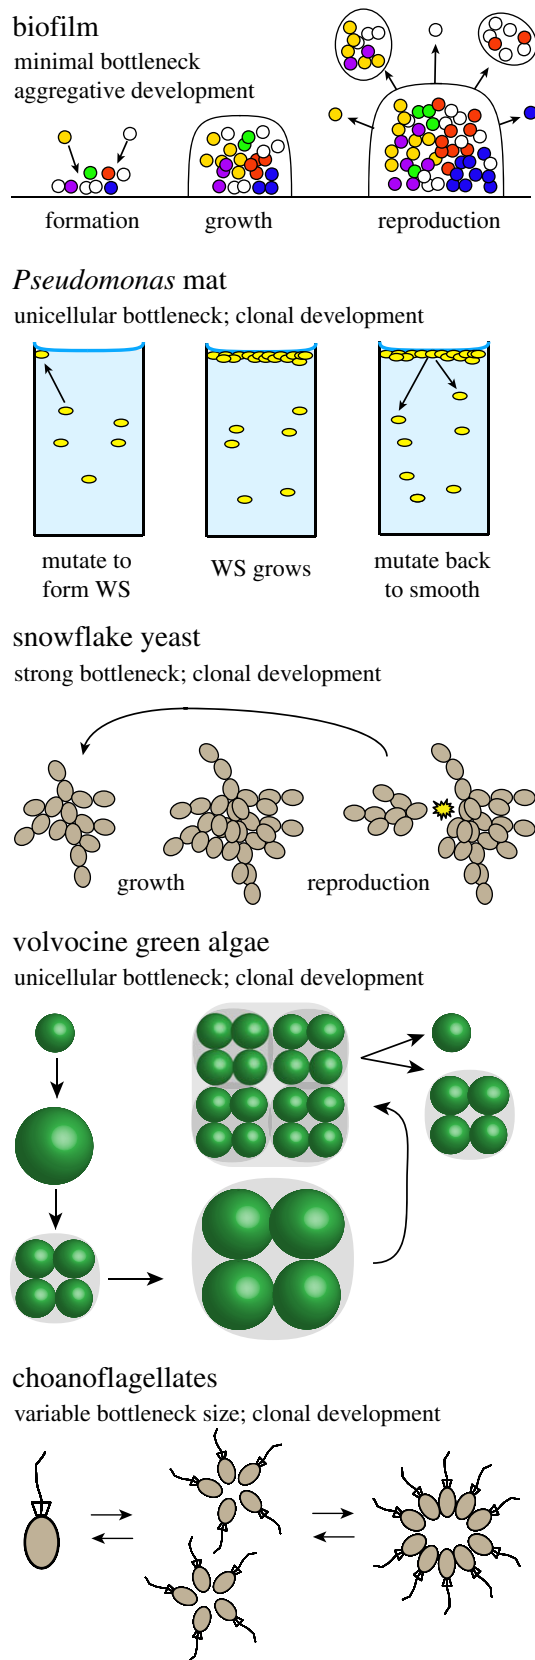 biofilm
minimal bottleneck
aggregative development
formation
growth
reproduction
Pseudomonas mat
unicellular bottleneck; clonal development
mutate to
form WS
WS grows
mutate back
to smooth
snowflake yeast
strong bottleneck; clonal development
growth
reproduction
volvocine green algae
unicellular bottleneck; clonal development
choanoflagellates
variable bottleneck size; clonal development